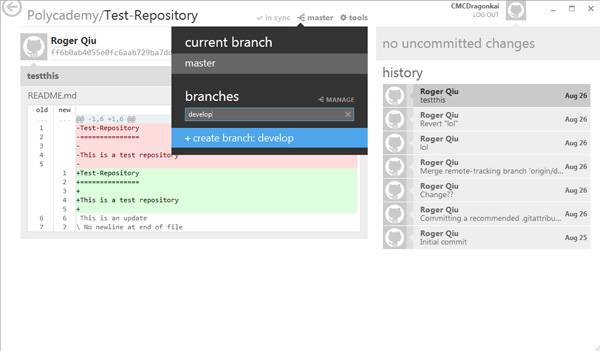 Polycademy/Test-Repository
in sync
master
tools
CMCDragonkai
LOG OUT
Roger Qiu
ff6b0ab4055e0fc6aab729ba7dd
testthis
README.md
old new
... ... @@ -1,6 +1,6 @@
1 -Test-Repository
2 -===============
3 -
4 -This is a test repository
5 -
1 +Test-Repository
2 +===============
3 +
4 +This is a test repository
5 +
6 6 This is an update
7 7 \ No newline at end of file
current branch
master
branches
MANAGE
develop
+ create branch: develop
no uncommitted changes
history
Roger Qiu
testthis
Aug 26
Roger Qiu
Revert "lol"
Aug 26
Roger Qiu
lol
Aug 26
Roger Qiu
Merge remote-tracking branch 'origin/d...
Aug 26
Roger Qiu
Change??
Aug 26
Roger Qiu
Committing a recommended .gitattribu...
Aug 26
Roger Qiu
Initial commit
Aug 25